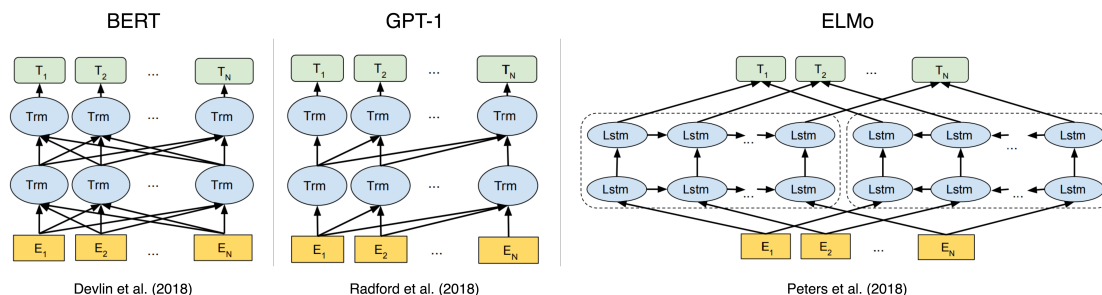 BERT
T1 T2 ... TN
Trm Trm ... Trm
Trm Trm ... Trm
E1 E2 ... EN
Devlin et al. (2018)
GPT-1
T1 T2 ... TN
Trm Trm ... Trm
Trm Trm ... Trm
E1 E2 ... EN
Radford et al. (2018)
ELMo
T1 T2 ... TN
Lstm Lstm ... Lstm Lstm Lstm ... Lstm
Lstm Lstm ... Lstm Lstm Lstm ... Lstm
E1 E2 ... EN
Peters et al. (2018)